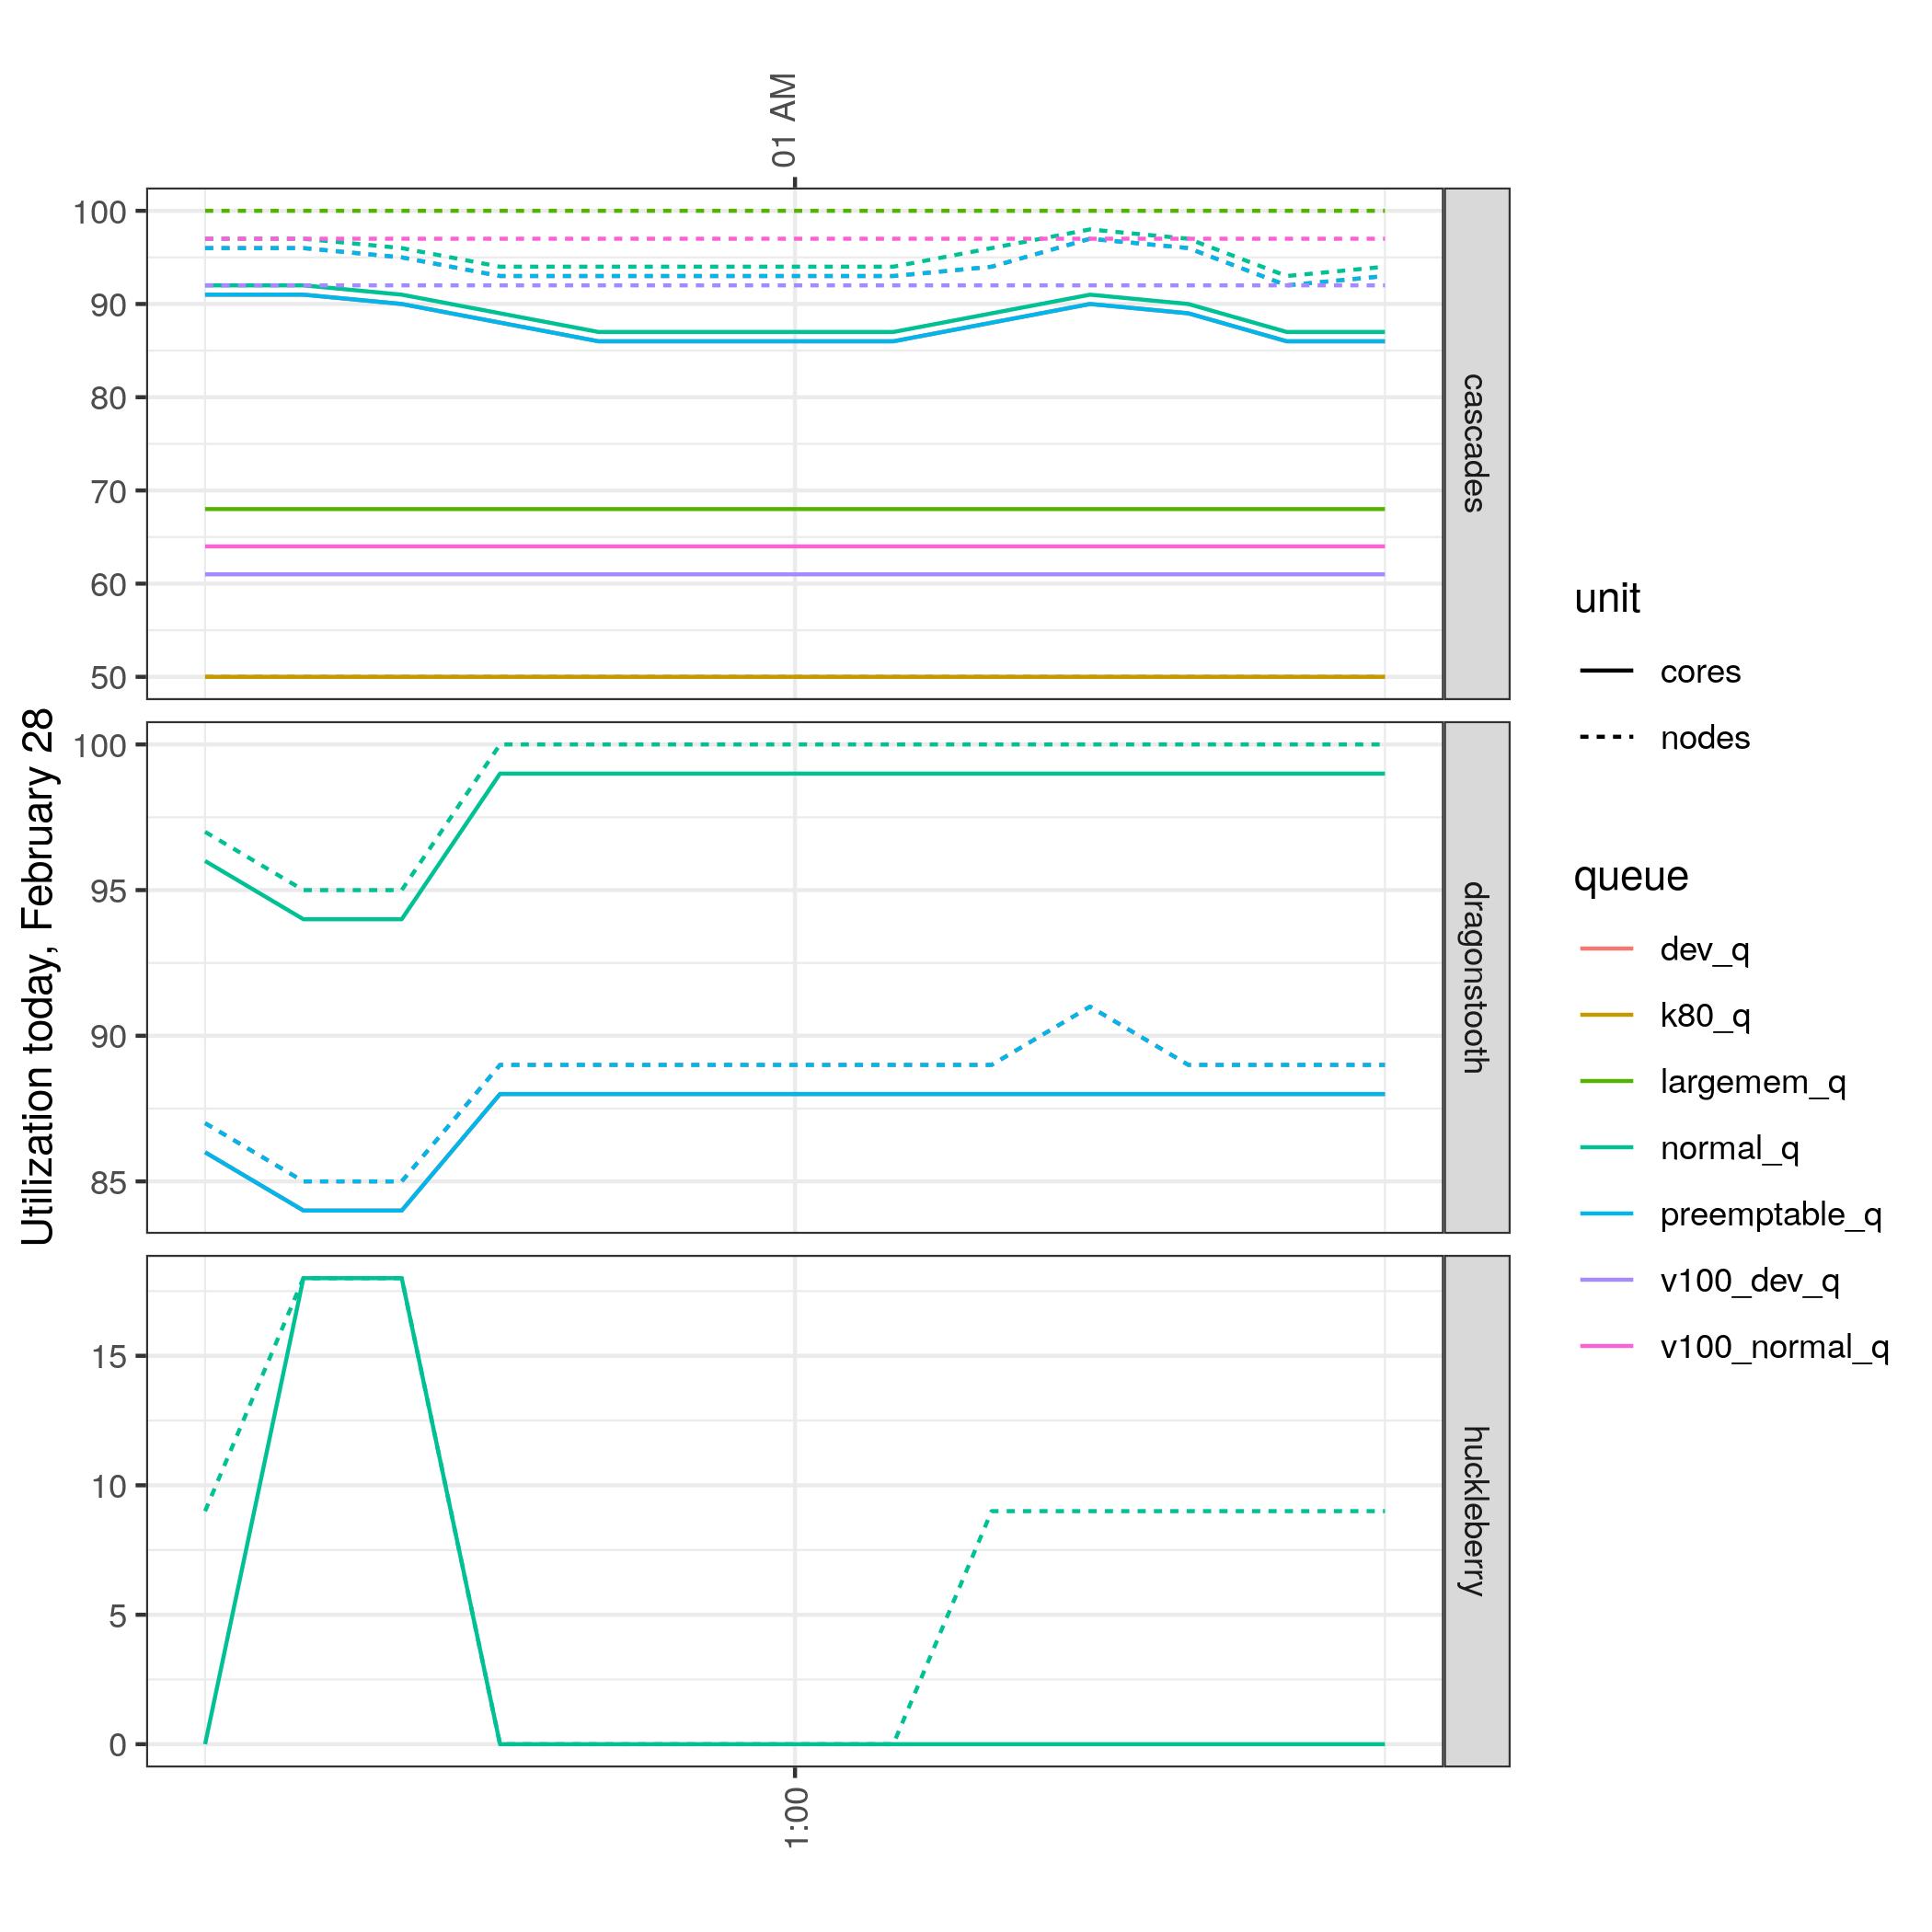 01 AM
Utilization today, February 28
100
90
80
70
60
50
cascades
100
95
90
85
dragonstooth
15
10
5
0
huckleberry
1:00
unit
cores
nodes
queue
dev_q
k80_q
largemem_q
normal_q
preemptable_q
v100_dev_q
v100_normal_q